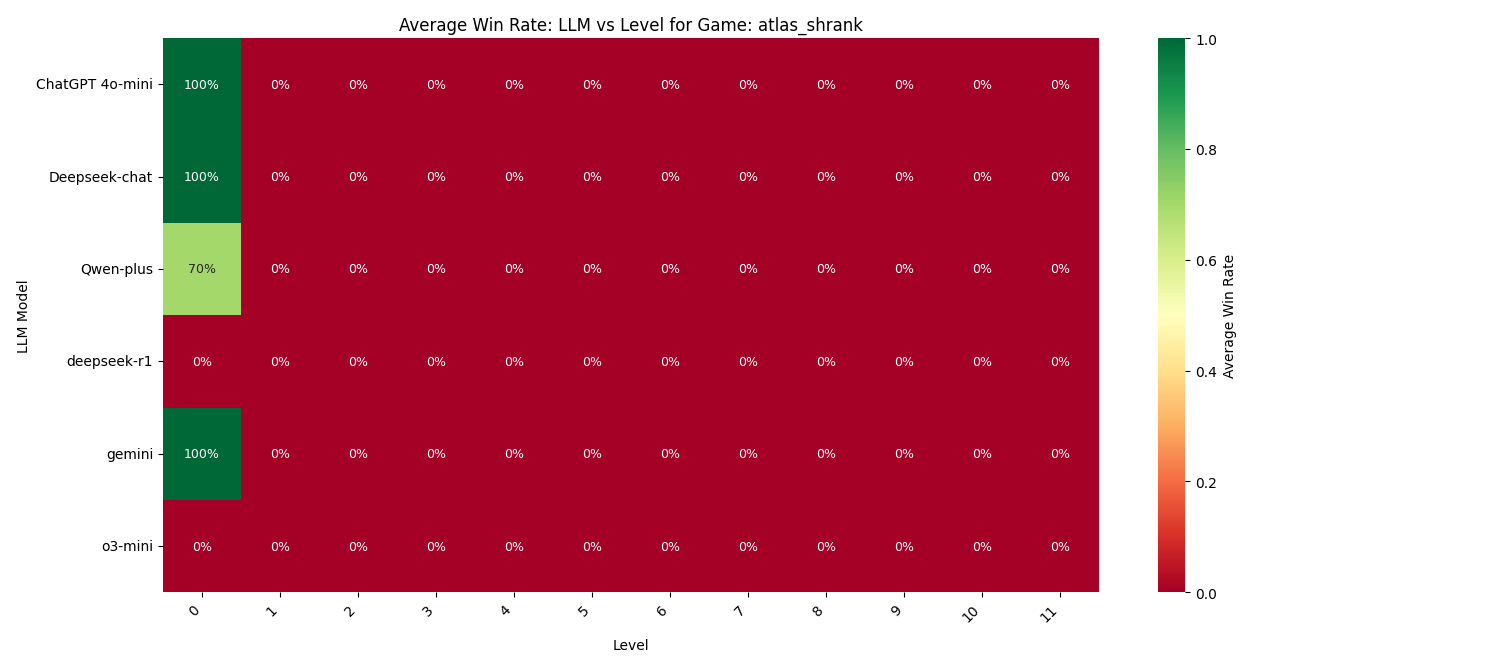 Average Win Rate: LLM vs Level for Game: atlas_shrank
LLM Model
ChatGPT 4o-mini 100% 0% 0% 0% 0% 0% 0% 0% 0% 0% 0% 0%
Deepseek-chat 100% 0% 0% 0% 0% 0% 0% 0% 0% 0% 0% 0%
Qwen-plus 70% 0% 0% 0% 0% 0% 0% 0% 0% 0% 0% 0%
deepseek-r1 0% 0% 0% 0% 0% 0% 0% 0% 0% 0% 0% 0%
gemini 100% 0% 0% 0% 0% 0% 0% 0% 0% 0% 0% 0%
o3-mini 0% 0% 0% 0% 0% 0% 0% 0% 0% 0% 0% 0%
0 1 2 3 4 5 6 7 8 9 10 11
Level
1.0
0.8
0.6
0.4
0.2
0.0
Average Win Rate